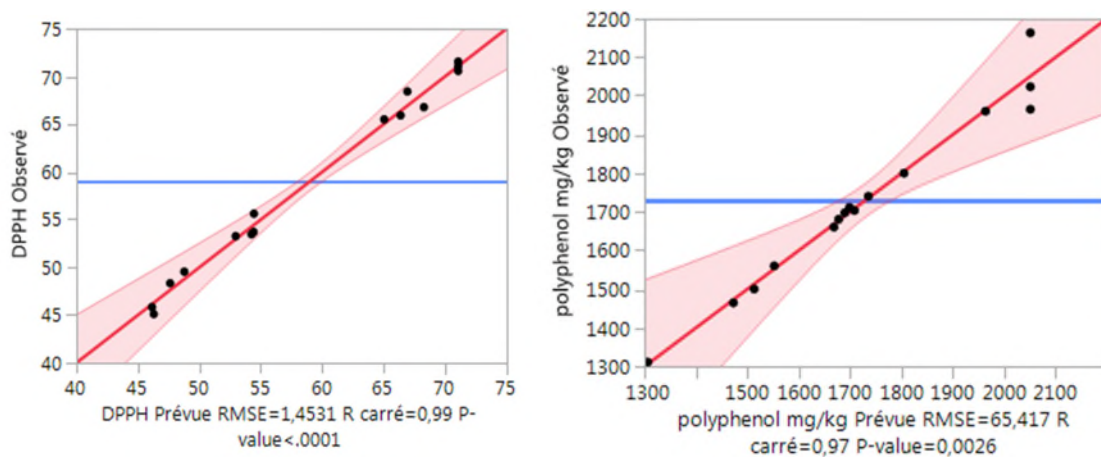 75
70
65
60
55
50
45
40
DPPH Observé
40 45 50 55 60 65 70 75
DPPH Prévue RMSE=1,4531 R carré=0,99 P-
value<.0001
2200
2100
2000
1900
1800
1700
1600
1500
1400
1300
polyphenol mg/kg Observé
1300 1500 1600 1700 1800 1900 2000 2100
polyphenol mg/kg Prévue RMSE=65,417 R
carré=0,97 P-value=0,0026